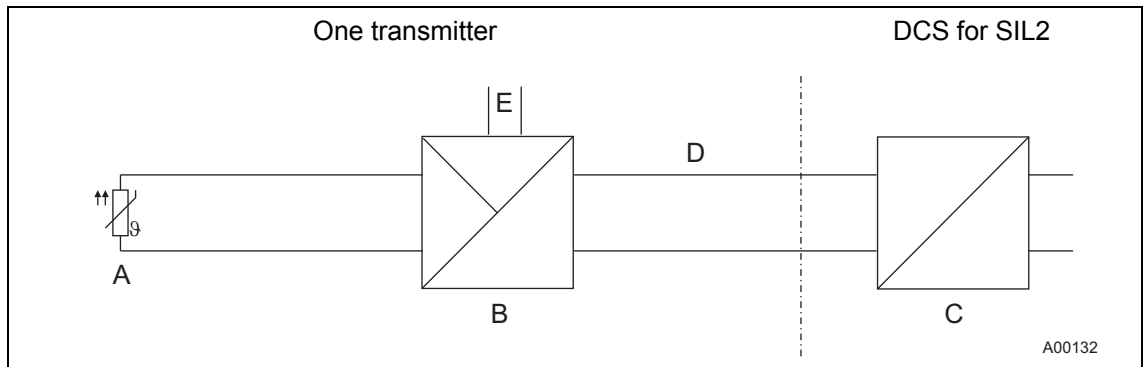 One transmitter
DCS for SIL2
E
D
ϑ
A
B
C
A00132